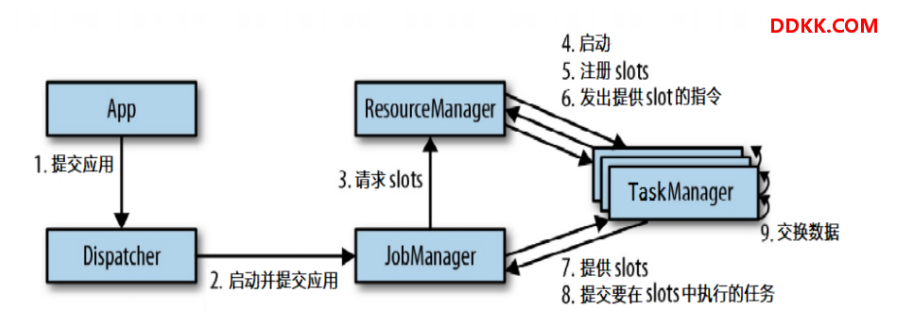 DDKK.COM
4. 启动
5. 注册 slots
6. 发出提供 slot 的指令
App
ResourceManager
1. 提交应用
3. 请求 slots
TaskManager
9. 交换数据
Dispatcher
2. 启动并提交应用
JobManager
7. 提供 slots
8. 提交要在 slots 中执行的任务